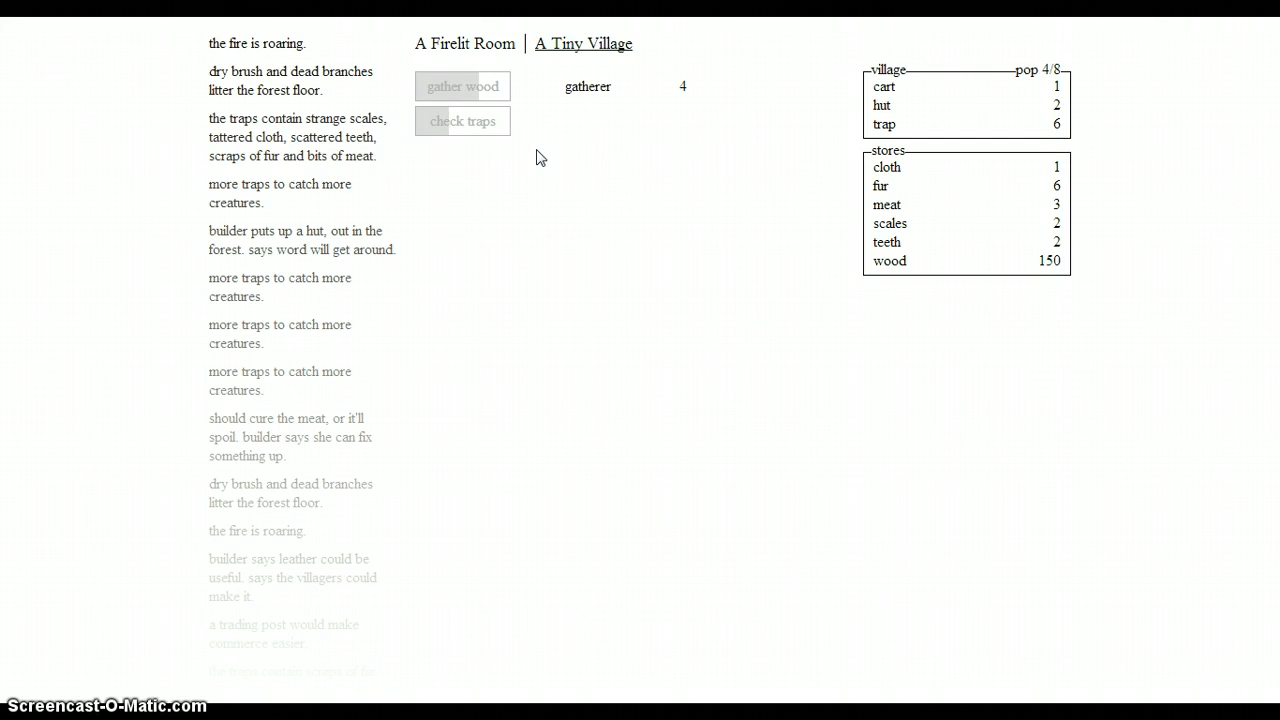 the fire is roaring.
dry brush and dead branches
litter the forest floor.
the traps contain strange scales,
tattered cloth, scattered teeth,
scraps of fur and bits of meat.
more traps to catch more
creatures.
builder puts up a hut, out in the
forest. says word will get around.
more traps to catch more
creatures.
more traps to catch more
creatures.
more traps to catch more
creatures.
should cure the meat, or it'll
spoil. builder says she can fix
something up.
dry brush and dead branches
litter the forest floor.
the fire is roaring.
builder says leather could be
useful. says the villagers could
make it.
a trading post would make
commerce easier.
the traps contain scraps of fur
A Firelit Room | A Tiny Village
gather wood
check traps
gatherer 4
village pop 4/8
cart 1
hut 2
trap 6
stores
cloth 1
fur 6
meat 3
scales 2
teeth 2
wood 150
Screencast-O-Matic.com